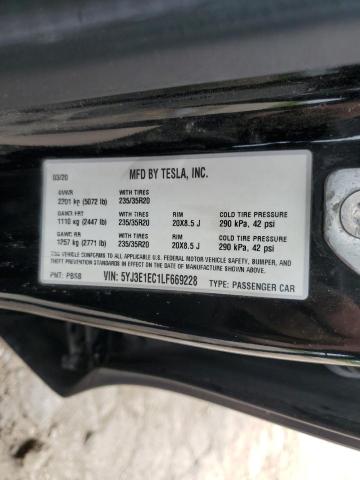 03/20 MFD BY TESLA, INC.
GVWR WITH TIRES
2301 kg (5072 lb) 235/35R20
GAWR FRT WITH TIRES RIM COLD TIRE PRESSURE
1110 kg (2447 lb) 235/35R20 20X8.5 J 290 kPa, 42 psi
GAWR RR WITH TIRES RIM COLD TIRE PRESSURE
1257 kg (2771 lb) 235/35R20 20X8.5 J 290 kPa, 42 psi
THIS VEHICLE CONFORMS TO ALL APPLICABLE U.S. FEDERAL MOTOR VEHICLE SAFETY, BUMPER, AND
THEFT PREVENTION STANDARDS IN EFFECT ON THE DATE OF MANUFACTURE SHOWN ABOVE.
PNT: PBSB VIN: 5YJ3E1EC1LF669228 TYPE: PASSENGER CAR